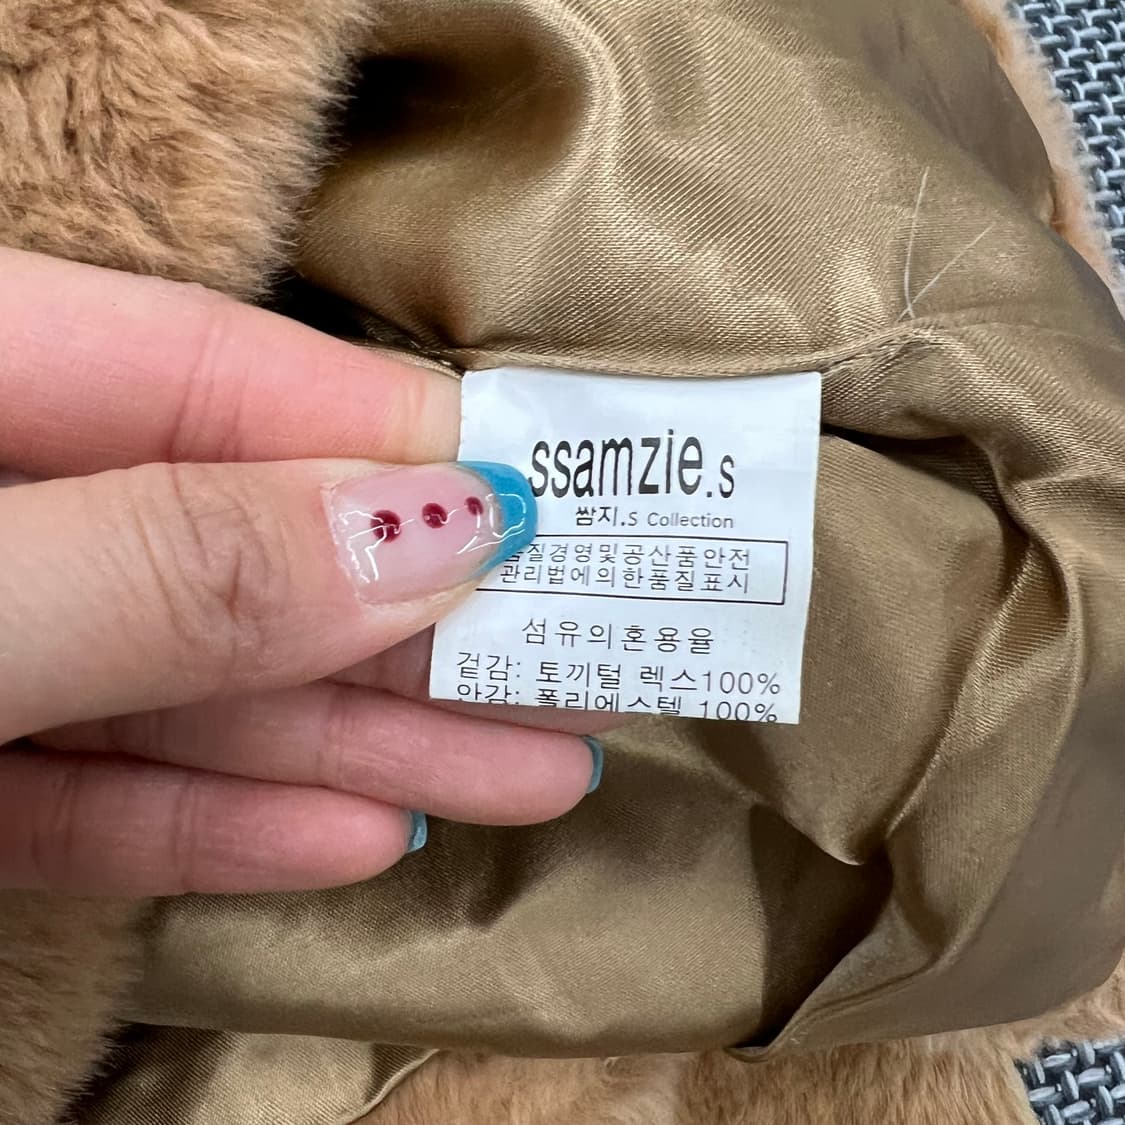 ssamzie.s
쌈지.s Collection
품질경영및공산품안전
관리법에의한품질표시
섬유의혼용율
겉감: 토끼털 렉스100%
안감: 폴리에스텔 100%